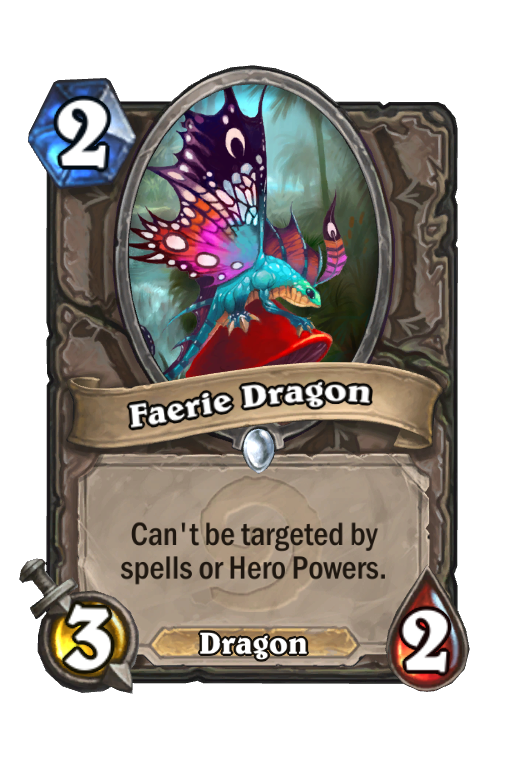 2
Faerie Dragon
Can't be targeted by
spells or Hero Powers.
3
Dragon
2